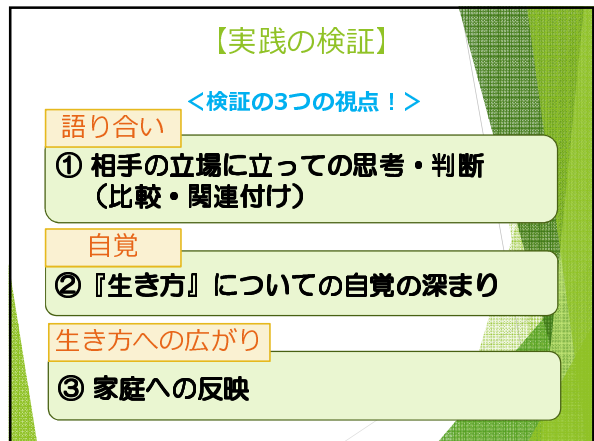 【実践の検証】
＜検証の3つの視点！＞
語り合い
① 相手の立場に立っての思考・判断
（比較・関連付け）
自覚
②『生き方』についての自覚の深まり
生き方への広がり
③ 家庭への反映